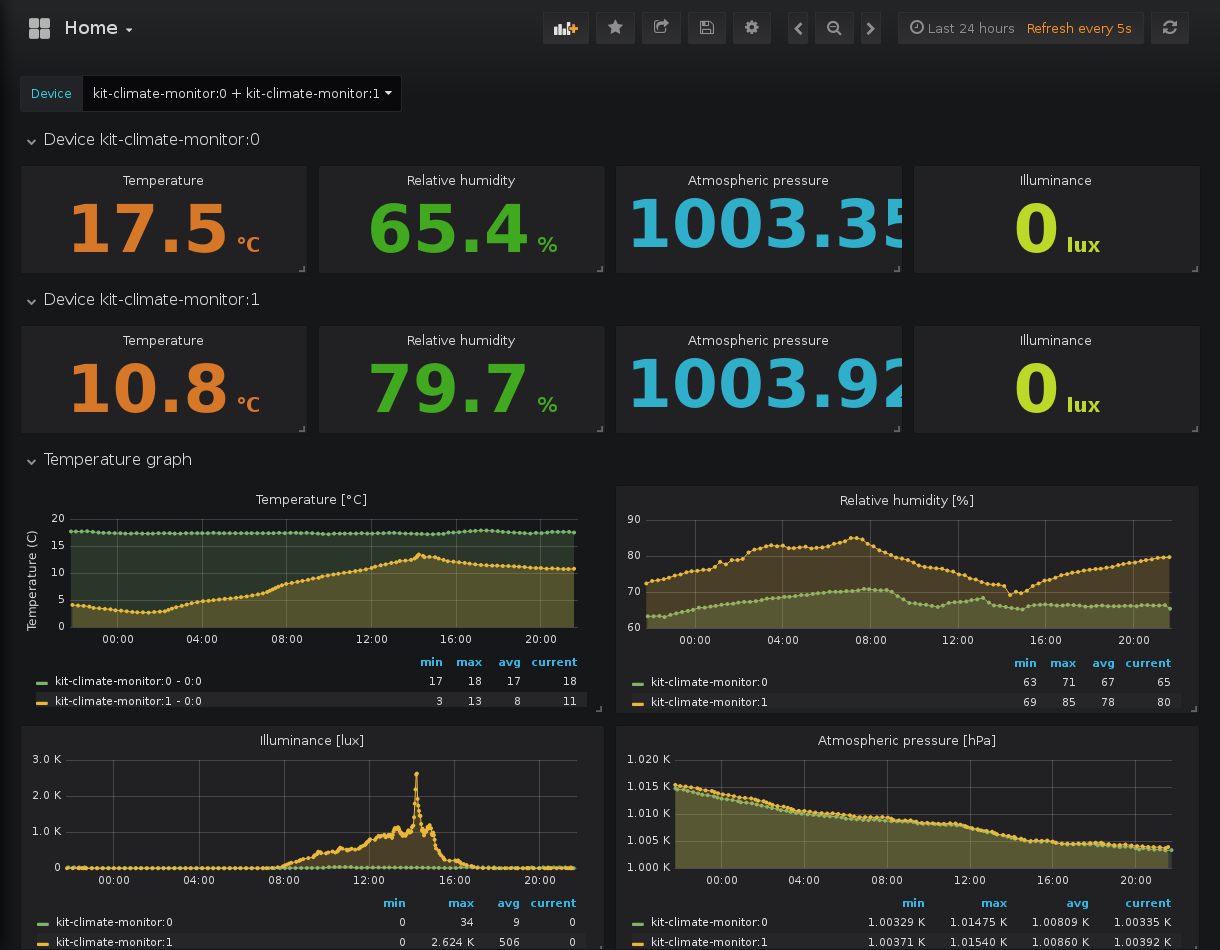 Home
Last 24 hours Refresh every 5s
Device kit-climate-monitor:0 + kit-climate-monitor:1
Device kit-climate-monitor:0
Temperature Relative humidity Atmospheric pressure Illuminance
17.5 °C 65.4 % 1003.35 0 lux
Device kit-climate-monitor:1
Temperature Relative humidity Atmospheric pressure Illuminance
10.8 °C 79.7 % 1003.92 0 lux
Temperature graph
Temperature [°C]
Temperature (C)
20
15
10
5
0
00:00 04:00 08:00 12:00 16:00 20:00
min max avg current
kit-climate-monitor:0 - 0:0 17 18 17 18
kit-climate-monitor:1 - 0:0 3 13 8 11
Relative humidity [%]
90
80
70
60
00:00 04:00 08:00 12:00 16:00 20:00
min max avg current
kit-climate-monitor:0 63 71 67 65
kit-climate-monitor:1 69 85 78 80
Illuminance [lux]
3.0 K
2.0 K
1.0 K
0
00:00 04:00 08:00 12:00 16:00 20:00
min max avg current
kit-climate-monitor:0 0 34 9 0
kit-climate-monitor:1 0 2.624 K 506 0
Atmospheric pressure [hPa]
1.020 K
1.015 K
1.010 K
1.005 K
1.000 K
00:00 04:00 08:00 12:00 16:00 20:00
min max avg current
kit-climate-monitor:0 1.00329 K 1.01475 K 1.00809 K 1.00335 K
kit-climate-monitor:1 1.00371 K 1.01540 K 1.00860 K 1.00392 K